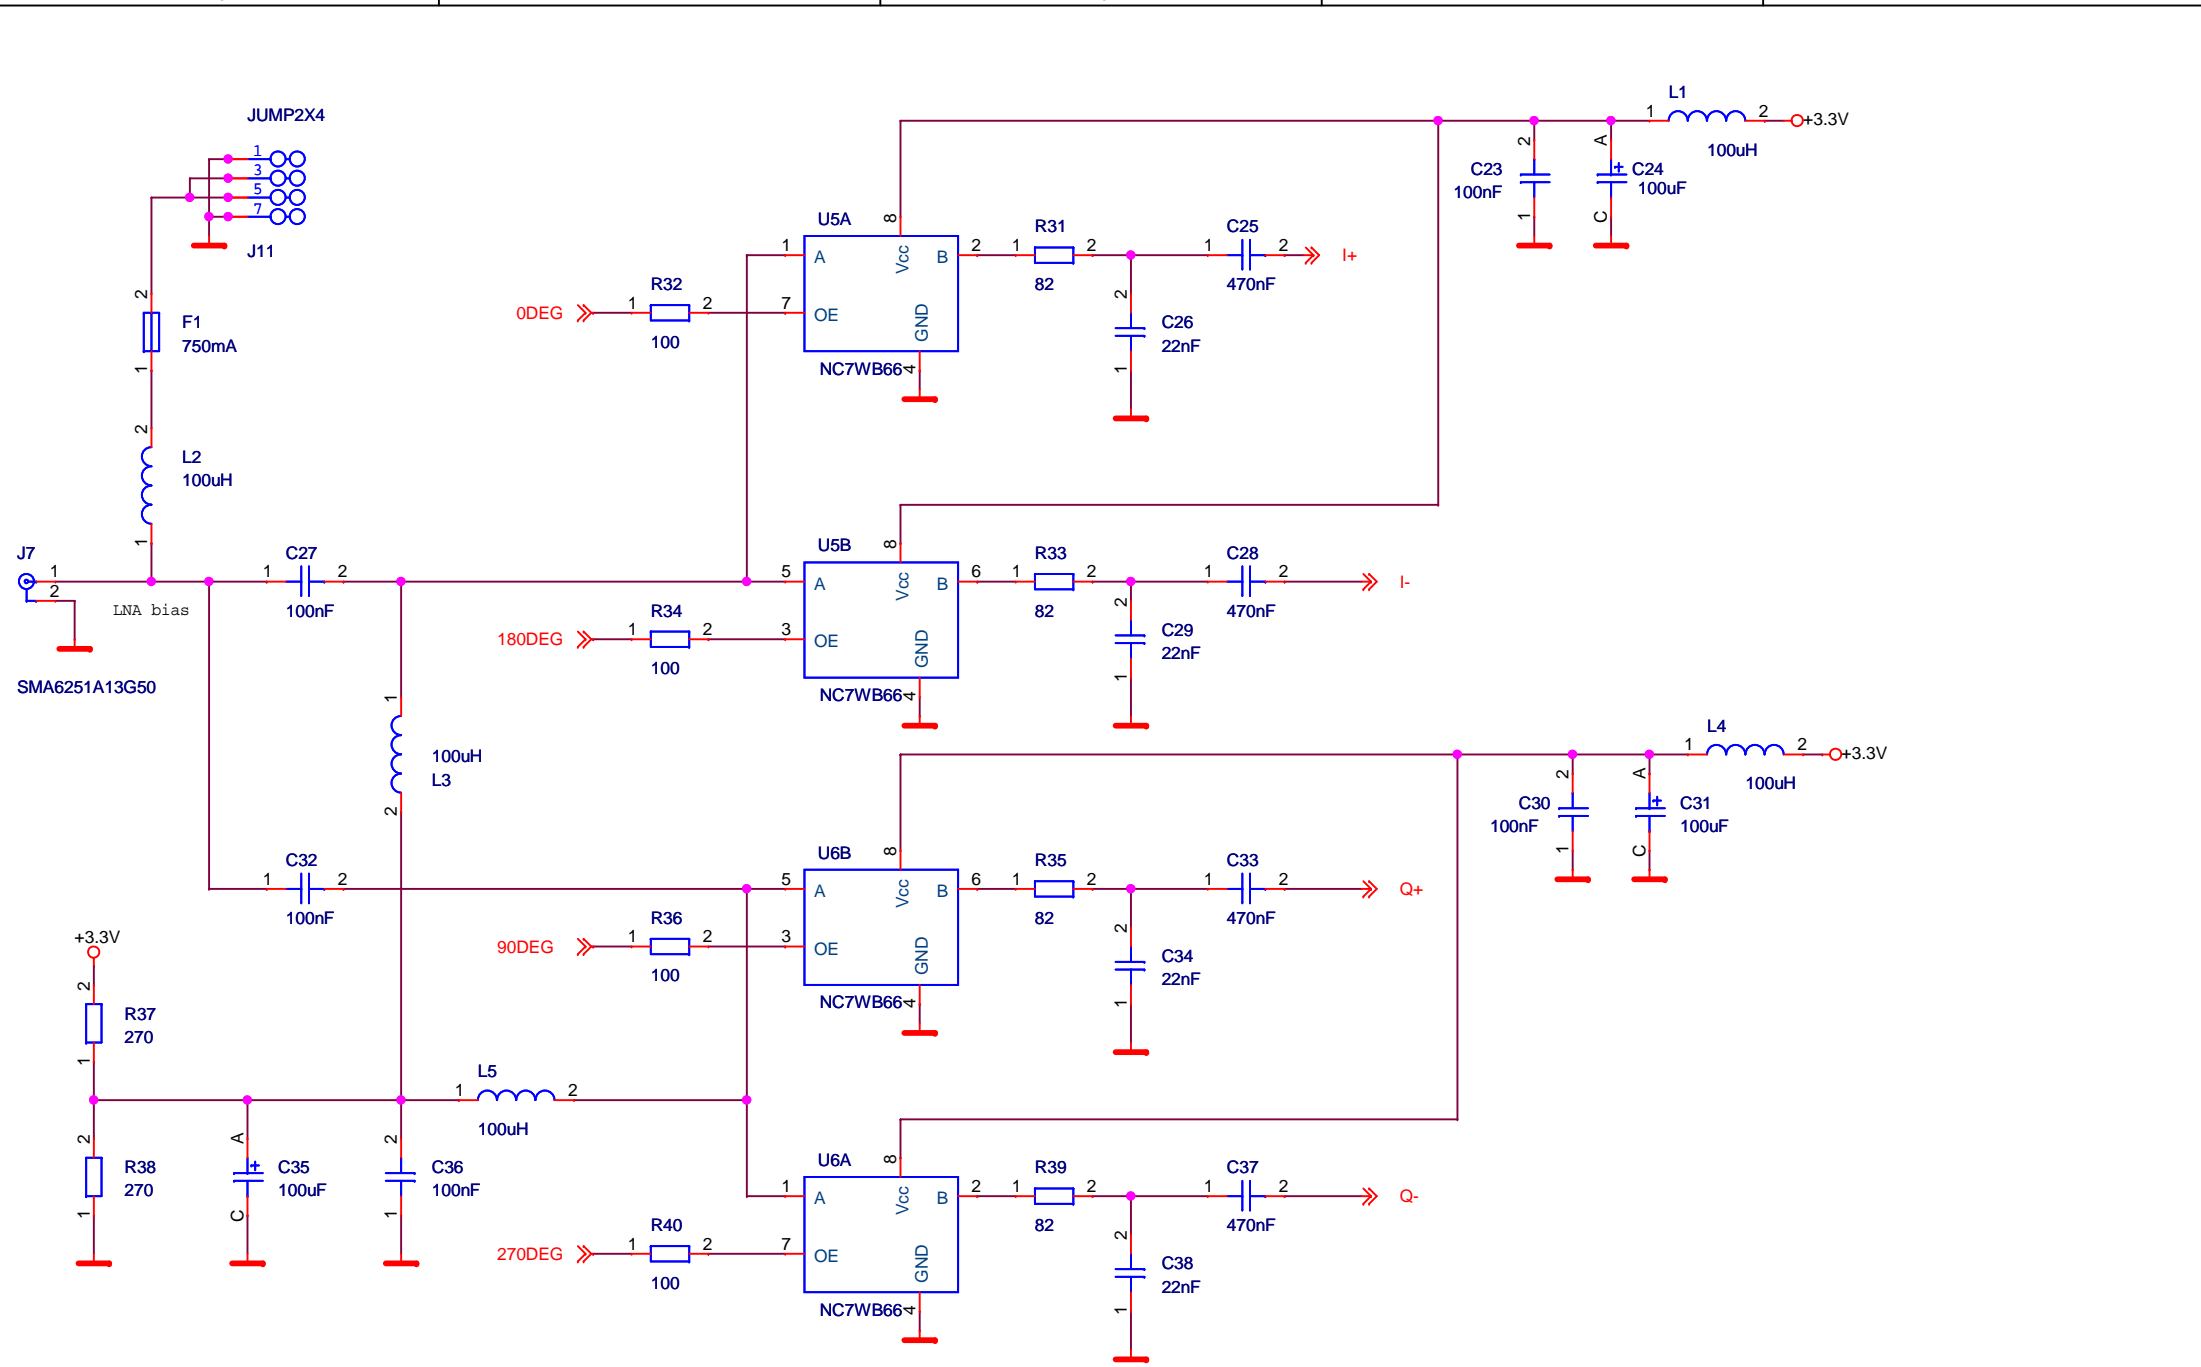 JUMP2X4
1
3
5
7
J11
2
F1
750mA
1
2
L2
100uH
1
J7
1
2
LNA bias
SMA6251A13G50
C27
1
2
100nF
1
100uH
L3
2
C32
1
2
100nF
+3.3V
2
R37
270
1
2
R38
270
1
A
C35
100uF
C
2
C36
100nF
1
L5
1
2
100uH
0DEG
R32
1
2
100
U5A
1
A
7
OE
8
Vcc
GND
B
2
NC7WB66
4
R31
1
2
82
C25
1
2
470nF
I+
2
C26
22nF
1
L1
1
2
+3.3V
100uH
2
C23
100nF
1
A
C24
100uF
C
180DEG
R34
1
2
100
U5B
5
A
3
OE
8
Vcc
GND
B
6
NC7WB66
4
R33
1
2
82
C28
1
2
470nF
I-
2
C29
22nF
1
L4
1
2
+3.3V
100uH
2
C30
100nF
1
A
C31
100uF
C
90DEG
R36
1
2
100
U6B
5
A
3
OE
8
Vcc
GND
B
6
NC7WB66
4
R35
1
2
82
C33
1
2
470nF
Q+
2
C34
22nF
1
270DEG
R40
1
2
100
U6A
1
A
7
OE
8
Vcc
GND
B
2
NC7WB66
4
R39
1
2
82
C37
1
2
470nF
Q-
2
C38
22nF
1